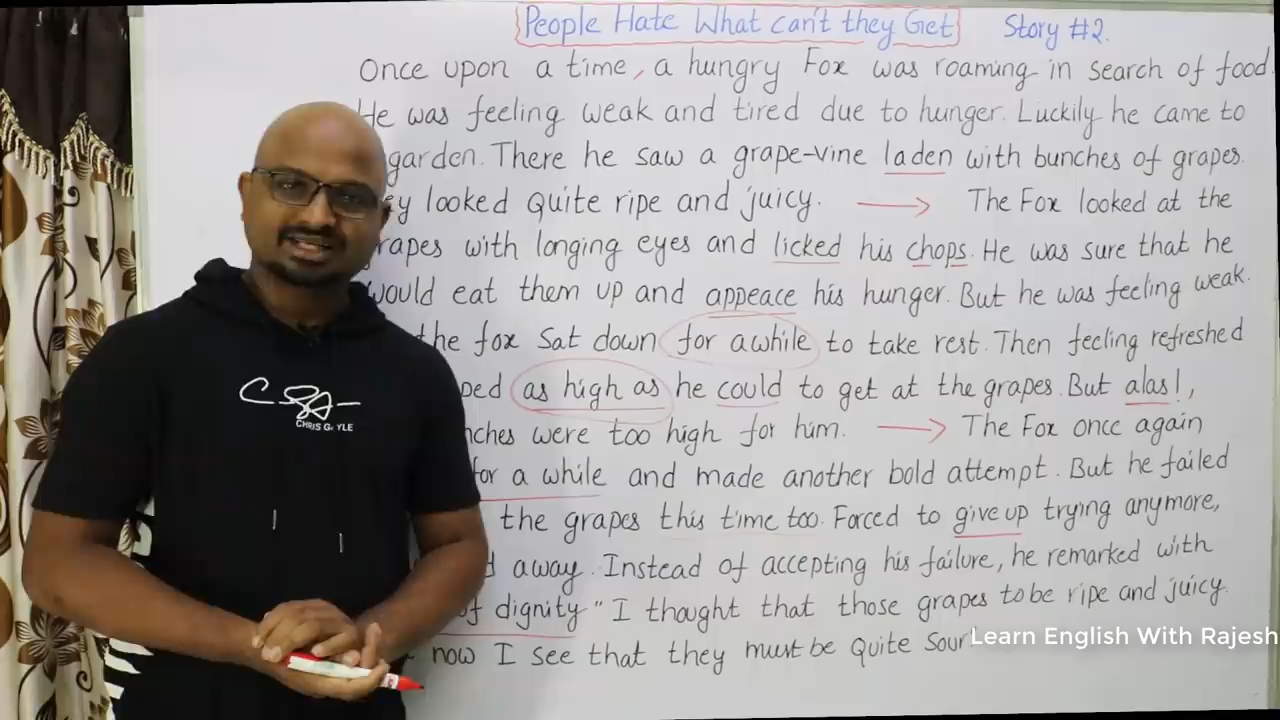 People Hate What can't they Get Story #2.
Once upon a time, a hungry Fox was roaming in search of food.
He was feeling weak and tired due to hunger. Luckily he came to
garden. There he saw a grape-vine laden with bunches of grapes.
ey looked Quite ripe and juicy. → The Fox looked at the
rapes with longing eyes and licked his chops. He was sure that he
would eat them up and appeace his hunger. But he was feeling weak.
the fox Sat down for awhile to take rest. Then feeling refreshed
ped as high as he could to get at the grapes. But alas!,
nches were too high for him. → The Fox once again
for a while and made another bold attempt. But he failed
the grapes this time too. Forced to give up trying anymore,
d away. Instead of accepting his failure, he remarked with
of dignity "I thought that those grapes to be ripe and juicy.
now I see that they must be Quite sour
Learn English With Rajesh
CHRIS GAYLE